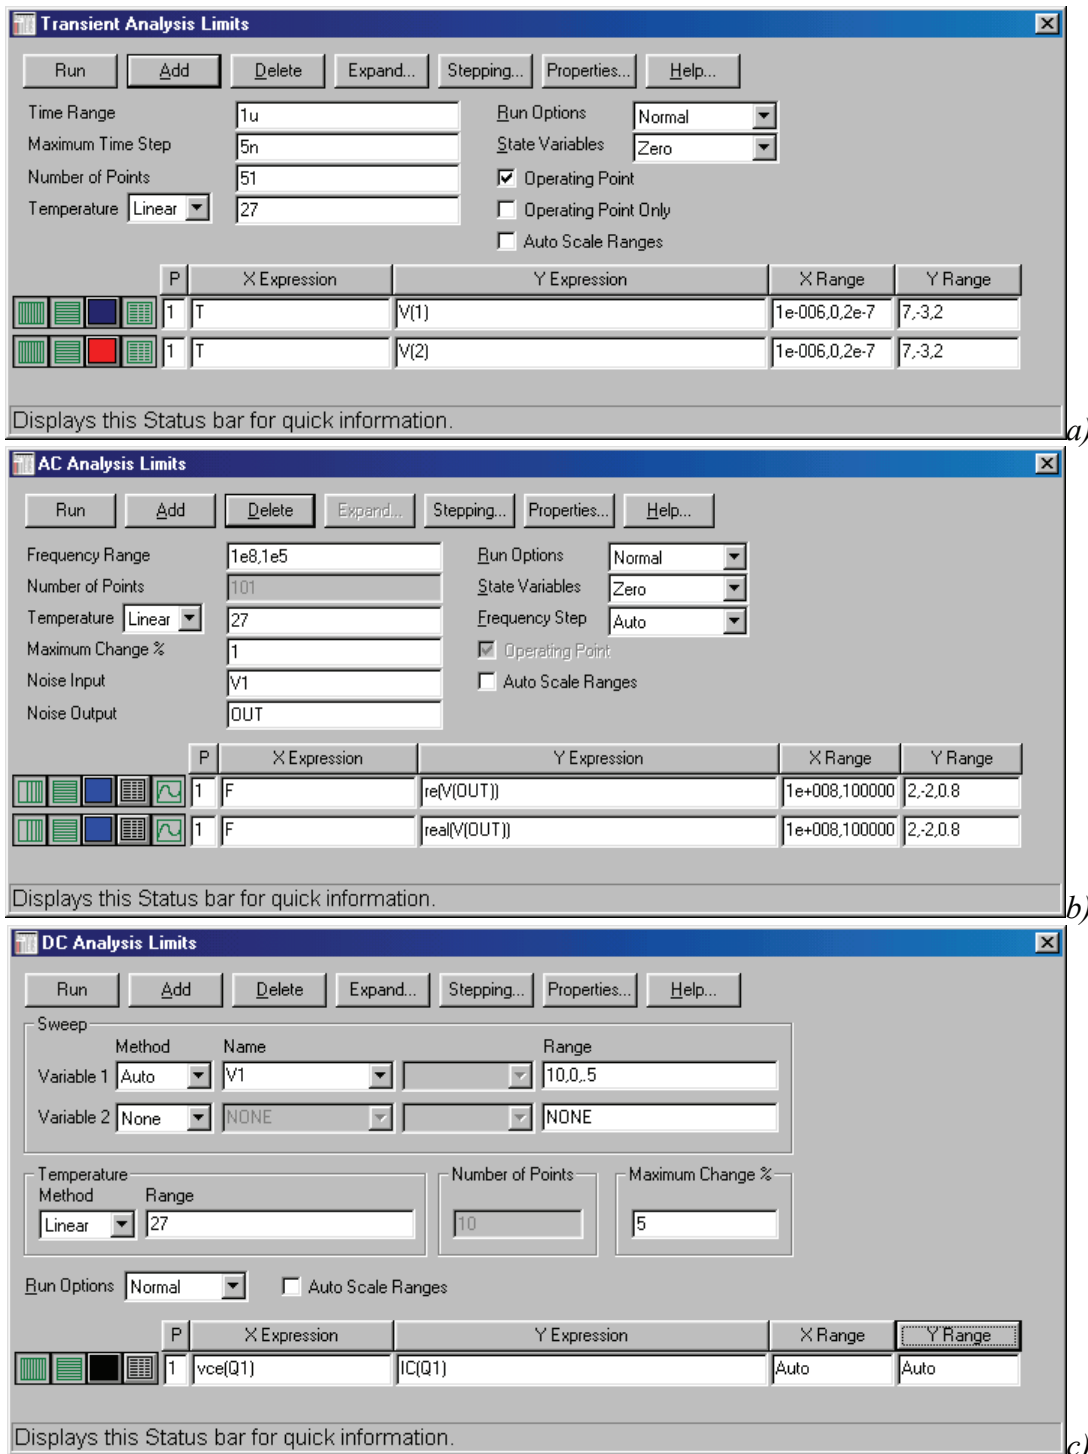 Transient Analysis Limits
Run Add Delete Expand... Stepping... Properties... Help...
Time Range 1u Run Options Normal
Maximum Time Step 5n State Variables Zero
Number of Points 51 Operating Point
Temperature Linear 27 Operating Point Only
Auto Scale Ranges
P X Expression Y Expression X Range Y Range
1 T V(1) 1e-006,0,2e-7 7,-3,2
1 T V(2) 1e-006,0,2e-7 7,-3,2
Displays this Status bar for quick information.
a)
AC Analysis Limits
Run Add Delete Expand... Stepping... Properties... Help...
Frequency Range 1e8,1e5 Run Options Normal
Number of Points 101 State Variables Zero
Temperature Linear 27 Frequency Step Auto
Maximum Change % 1 Operating Point
Noise Input V1 Auto Scale Ranges
Noise Output OUT
P X Expression Y Expression X Range Y Range
1 F re(V(OUT)) 1e+008,100000 2,-2,0.8
1 F real(V(OUT)) 1e+008,100000 2,-2,0.8
Displays this Status bar for quick information.
b)
DC Analysis Limits
Run Add Delete Expand... Stepping... Properties... Help...
Sweep
Method Name Range
Variable 1 Auto V1 10,0,.5
Variable 2 None NONE NONE
Temperature Number of Points Maximum Change %
Method Range
Linear 27 10 5
Run Options Normal Auto Scale Ranges
P X Expression Y Expression X Range Y Range
1 vce(Q1) IC(Q1) Auto Auto
Displays this Status bar for quick information.
c)